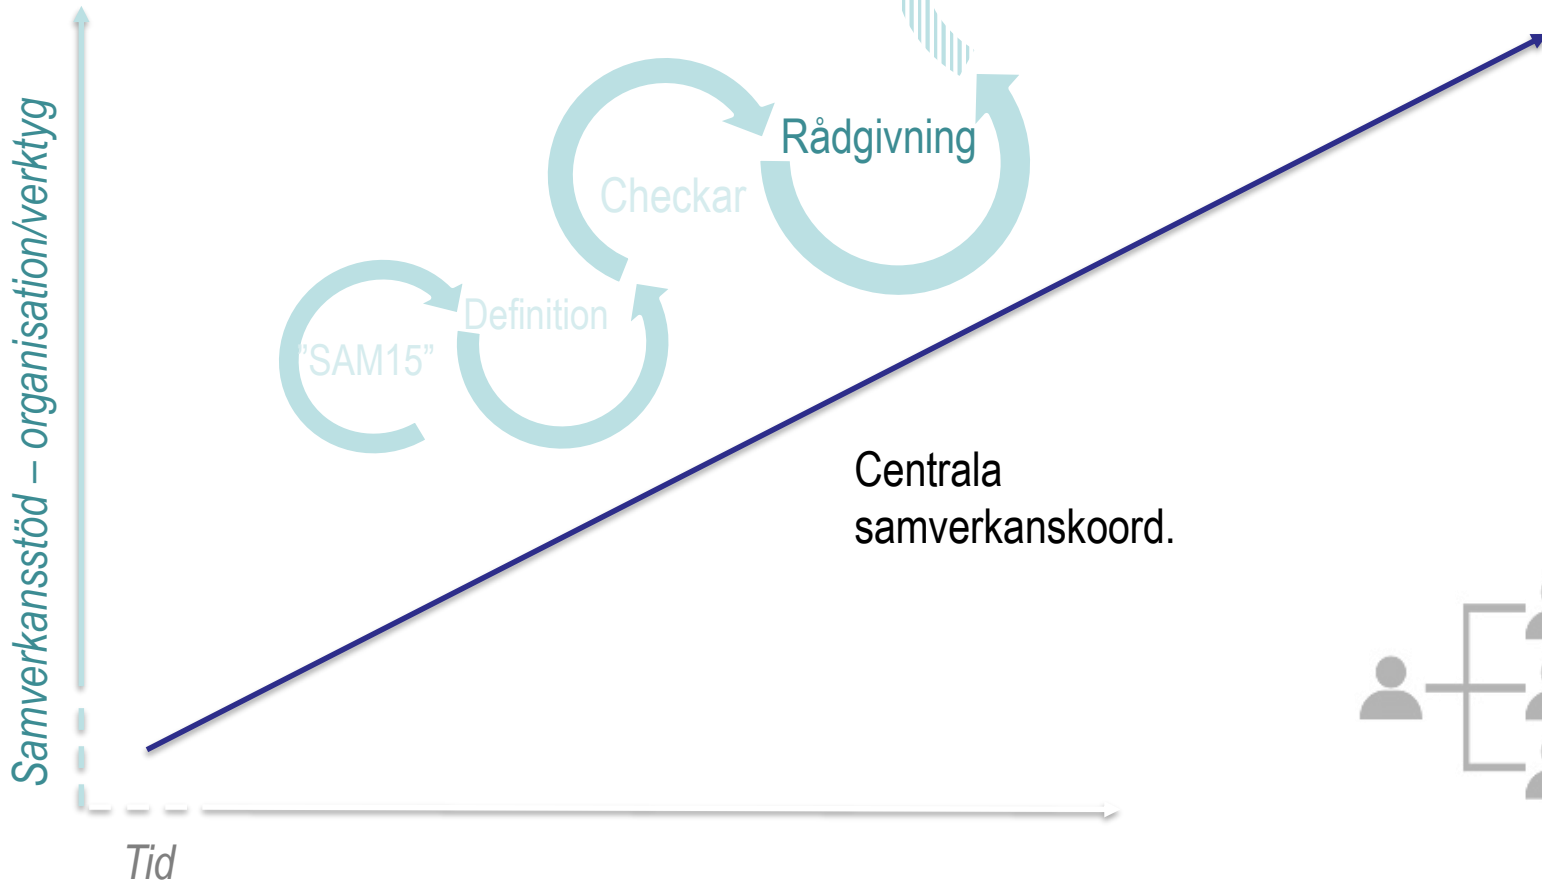 Samverkansstöd – organisation/verktyg
Rådgivning
Checkar
Definition
”SAM15”
Centrala
samverkanskoord.
Tid